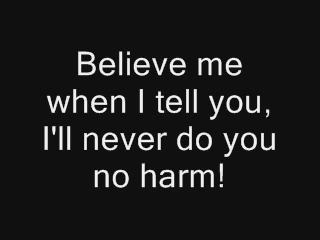 Believe me
when I tell you,
I'll never do you
no harm!